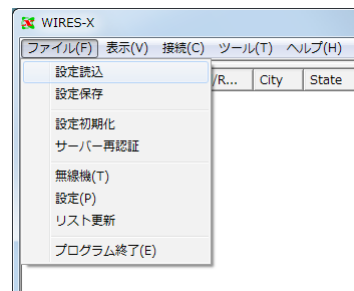 WIRES-X
ファイル(F) 表示(V) 接続(C) ツール(T) ヘルプ(H)
/R... City State
設定読込
設定保存
設定初期化
サーバー再認証
無線機(T)
設定(P)
リスト更新
プログラム終了(E)